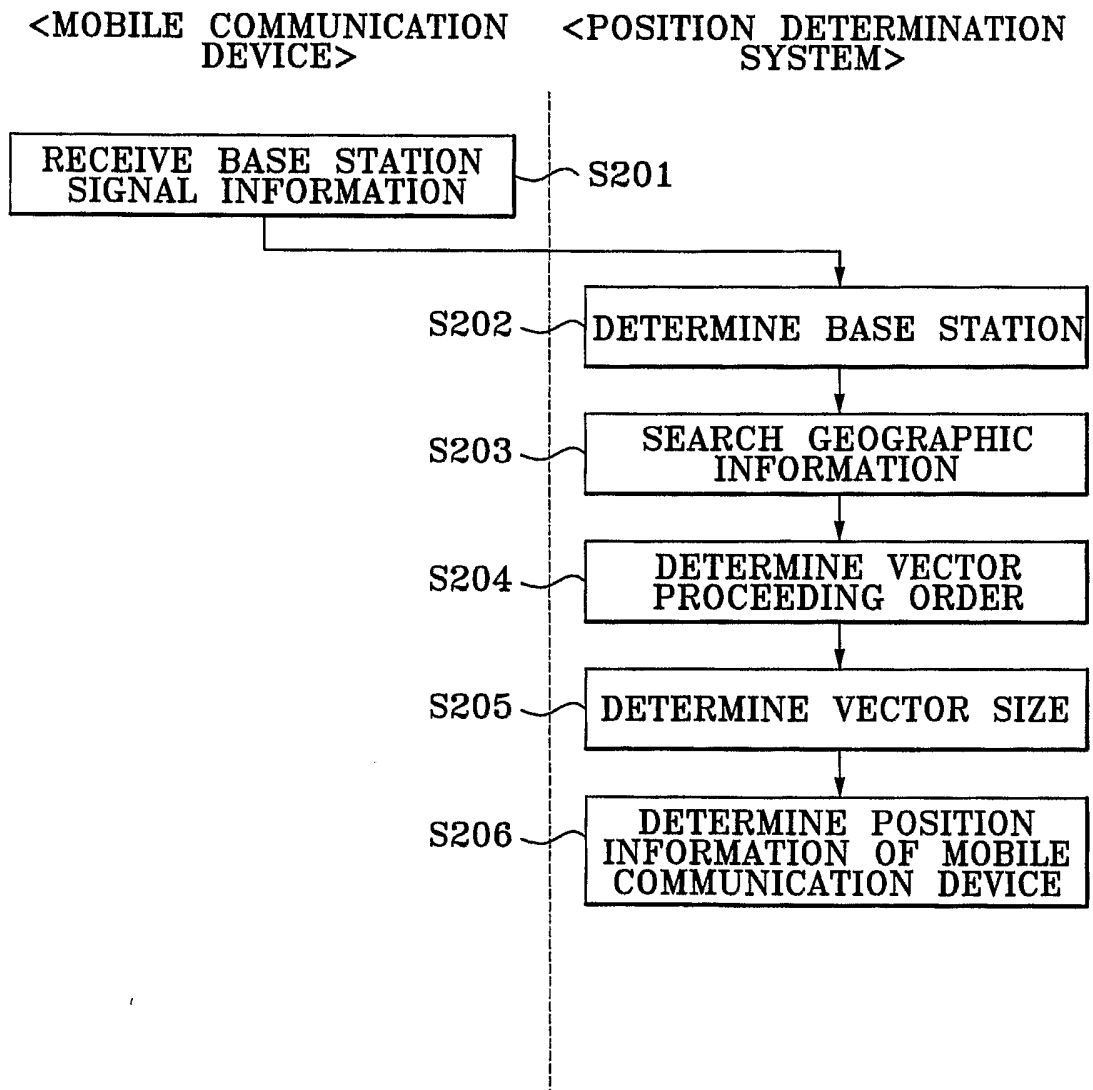 <MOBILE COMMUNICATION
DEVICE>
<POSITION DETERMINATION
SYSTEM>
RECEIVE BASE STATION
SIGNAL INFORMATION
S201
S202
DETERMINE BASE STATION
S203
SEARCH GEOGRAPHIC
INFORMATION
S204
DETERMINE VECTOR
PROCEEDING ORDER
S205
DETERMINE VECTOR SIZE
S206
DETERMINE POSITION
INFORMATION OF MOBILE
COMMUNICATION DEVICE